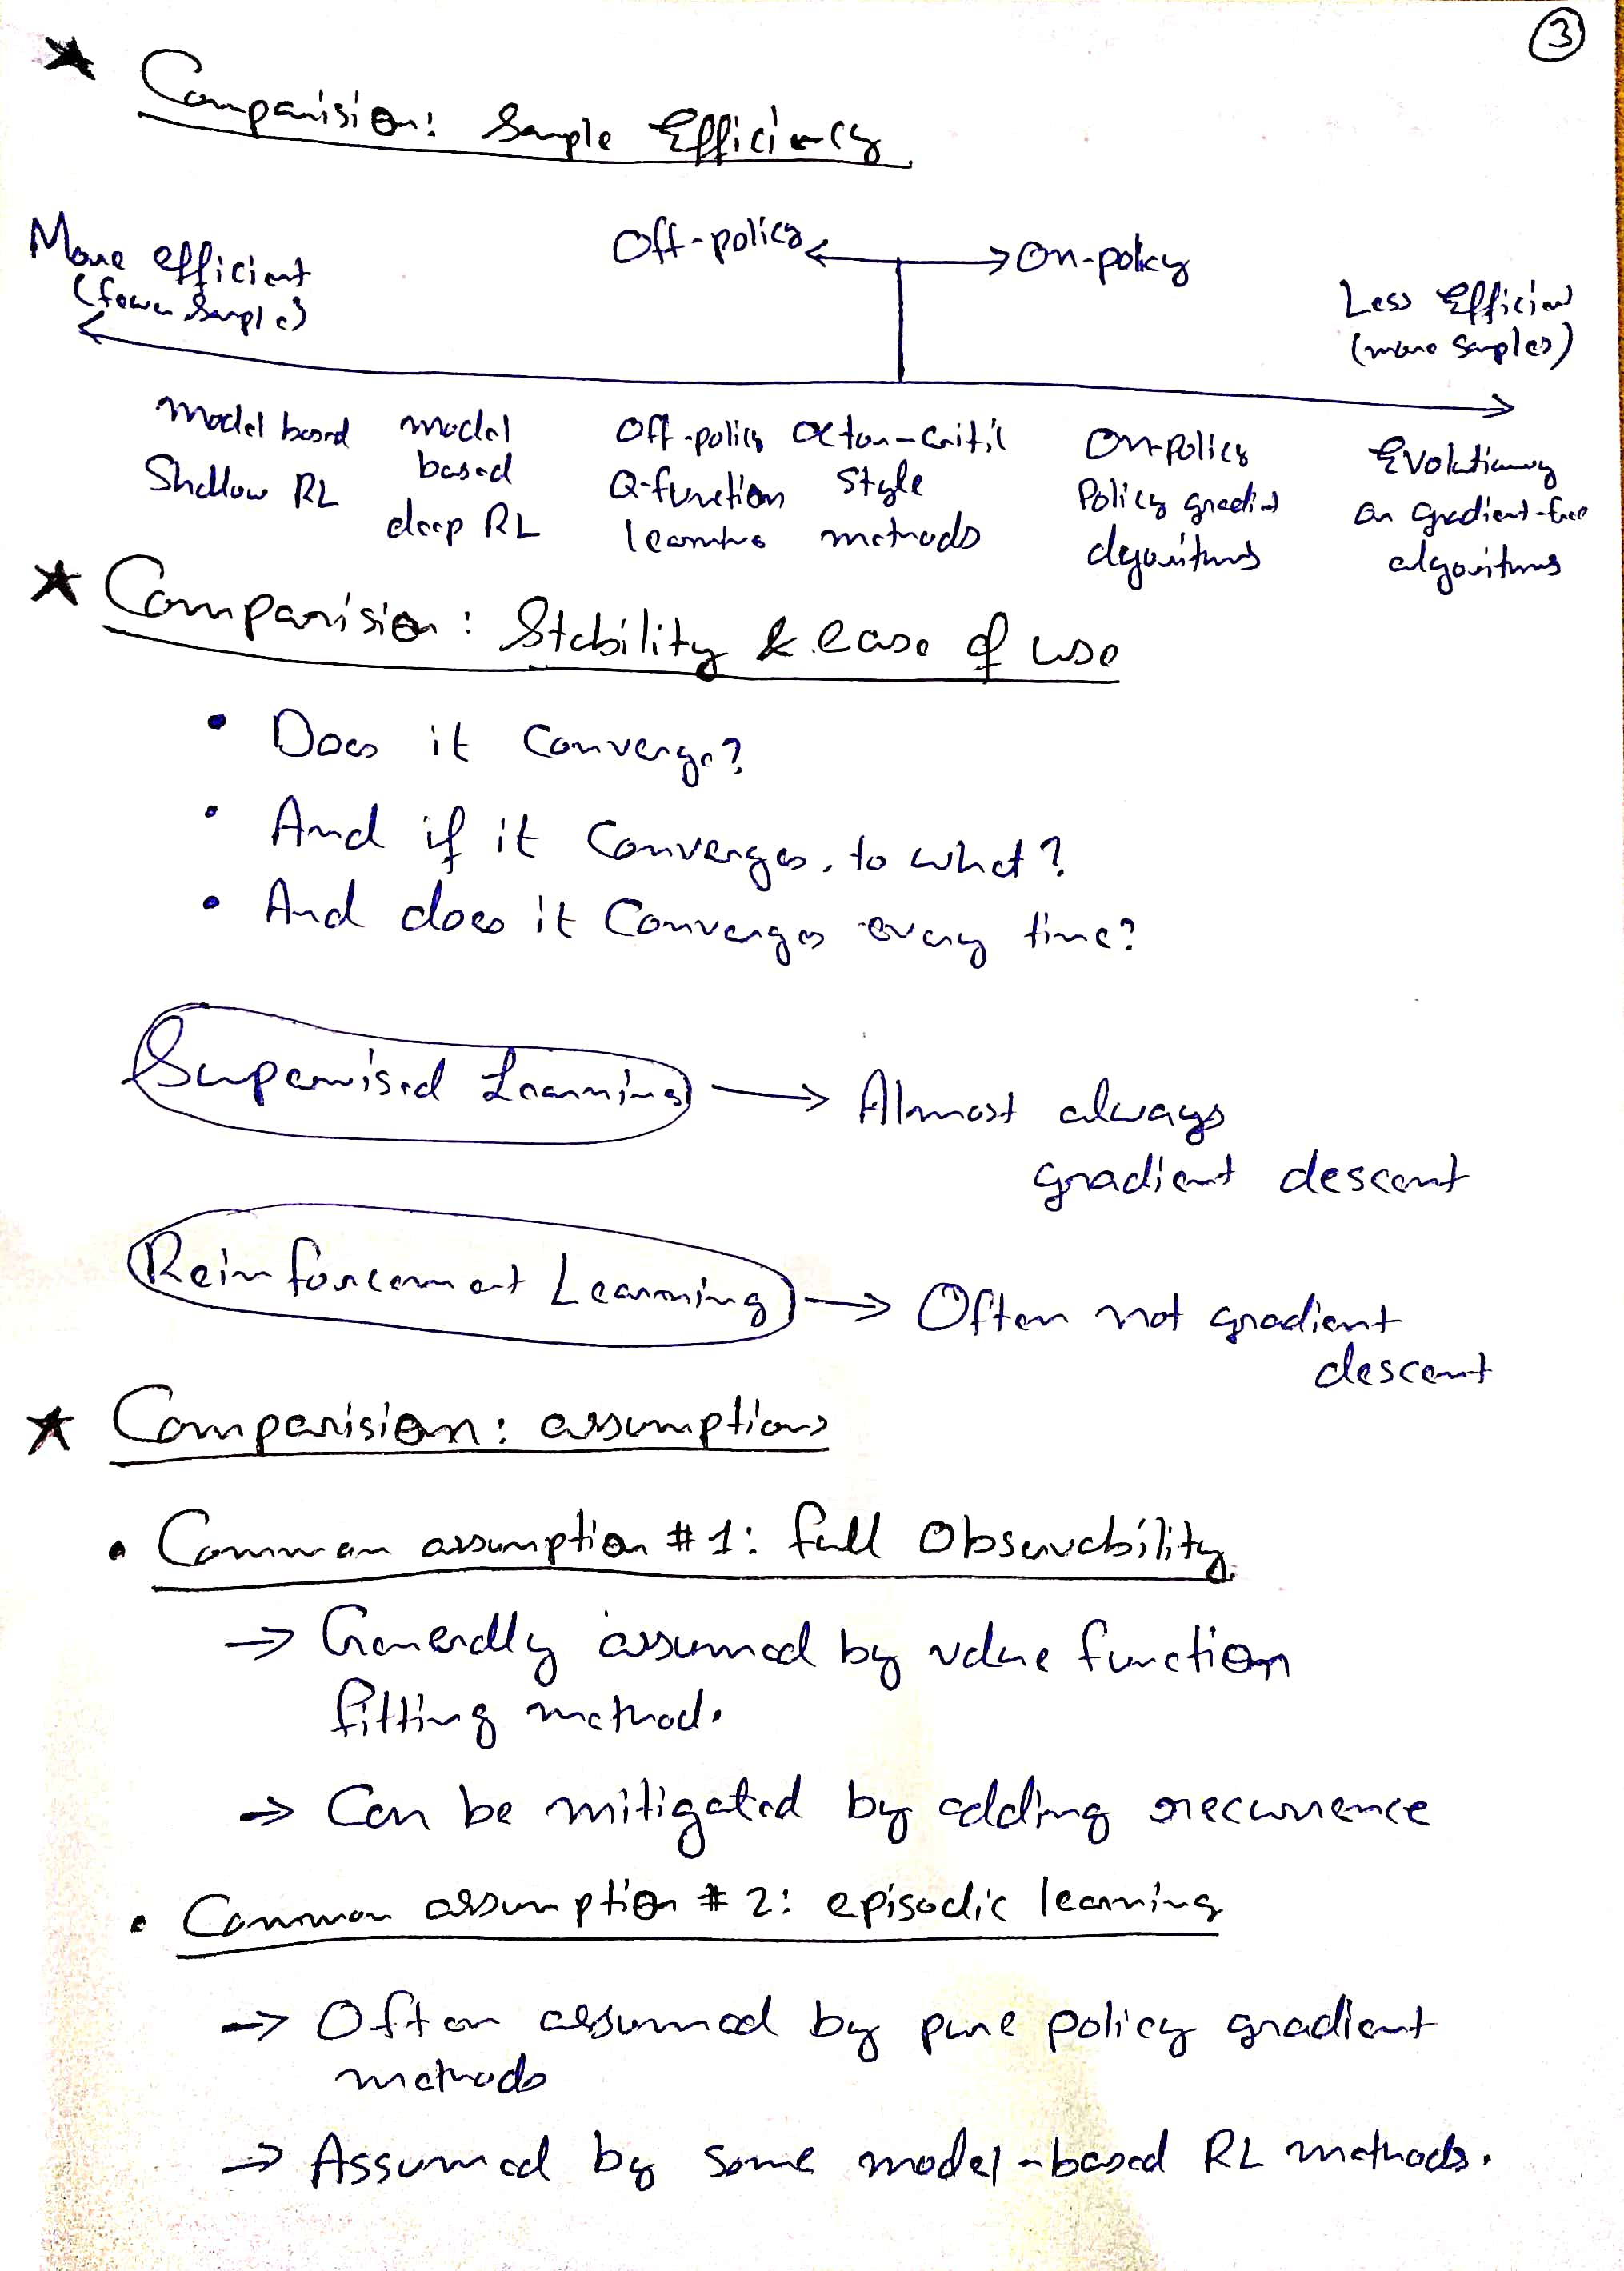 3
Comparision: Sample Efficiency
Off-policy On-policy
More efficient
(fewer samples)
Less Efficient
(more samples)
Model based
Shallow RL
model
based
deep RL
Off-policy
Q-function
learning
actor-critic
style
methods
On-policy
Policy gradient
algorithms
Evolutionary
or gradient-free
algorithms
Comparision: Stability & ease of use
• Does it Converge?
• And if it Converges, to what?
• And does it Converges every time?
Supervised Learning → Almost always
gradient descent
Reinforcement Learning → Often not gradient
descent
Comparision: assumptions
• Common assumption #1: full Observability
→ Generally assumed by value function
fitting method.
→ Can be mitigated by adding recurrence
• Common assumption #2: episodic learning
→ Often assumed by pure policy gradient
methods
→ Assumed by some model-based RL methods.